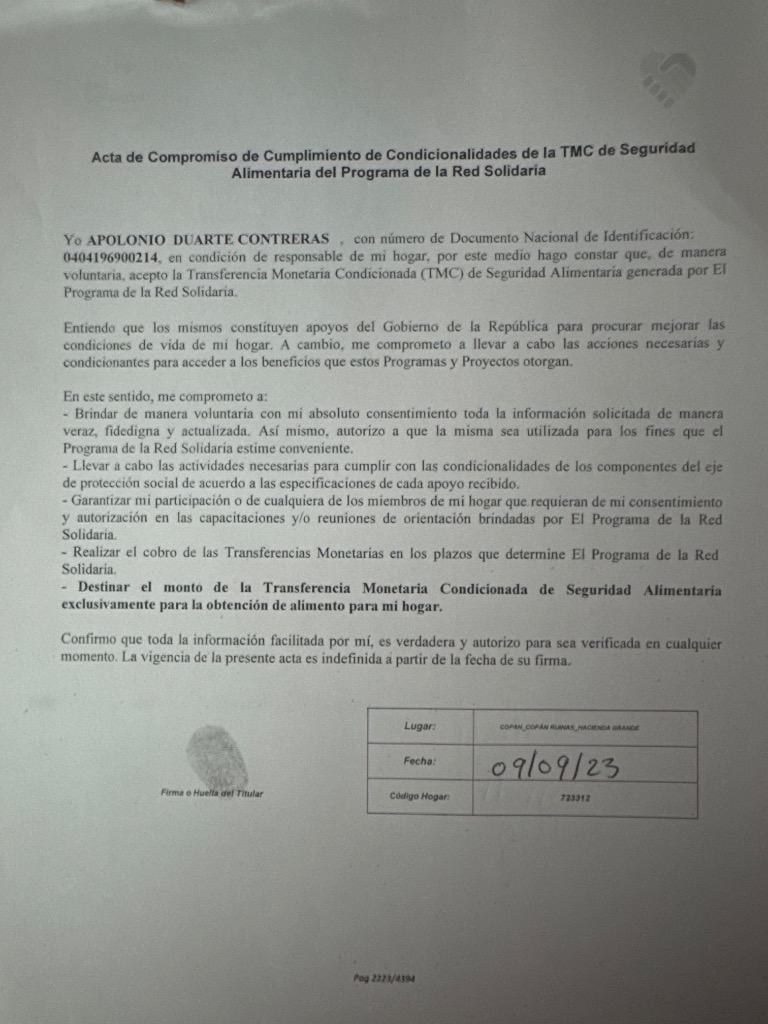 Acta de Compromiso de Cumplimiento de Condicionalidades de la TMC de Seguridad
Alimentaria del Programa de la Red Solidaria
Yo APOLONIO DUARTE CONTRERAS , con número de Documento Nacional de Identificación:
0404196900214, en condición de responsable de mi hogar, por este medio hago constar que, de manera
voluntaria, acepto la Transferencia Monetaria Condicionada (TMC) de Seguridad Alimentaria generada por El
Programa de la Red Solidaria.
Entiendo que los mismos constituyen apoyos del Gobierno de la República para procurar mejorar las
condiciones de vida de mi hogar. A cambio, me comprometo a llevar a cabo las acciones necesarias y
condicionantes para acceder a los beneficios que estos Programas y Proyectos otorgan.
En este sentido, me comprometo a:
- Brindar de manera voluntaria con mi absoluto consentimiento toda la información solicitada de manera
veraz, fidedigna y actualizada. Así mismo, autorizo a que la misma sea utilizada para los fines que el
Programa de la Red Solidaria estime conveniente.
- Llevar a cabo las actividades necesarias para cumplir con las condicionalidades de los componentes del eje
de protección social de acuerdo a las especificaciones de cada apoyo recibido.
- Garantizar mi participación o de cualquiera de los miembros de mi hogar que requieran de mi consentimiento
y autorización en las capacitaciones y/o reuniones de orientación brindadas por El Programa de la Red
Solidaria.
- Realizar el cobro de las Transferencias Monetarias en los plazos que determine El Programa de la Red
Solidaria.
- Destinar el monto de la Transferencia Monetaria Condicionada de Seguridad Alimentaria
exclusivamente para la obtención de alimento para mi hogar.
Confirmo que toda la información facilitada por mí, es verdadera y autorizo para sea verificada en cualquier
momento. La vigencia de la presente acta es indefinida a partir de la fecha de su firma.
Lugar: COPAN_COPÁN RUINAS_HACIENDA GRANDE
Fecha: 09/09/23
Firma o Huella del Titular
Código Hogar: 723312
Pag 2223/4394